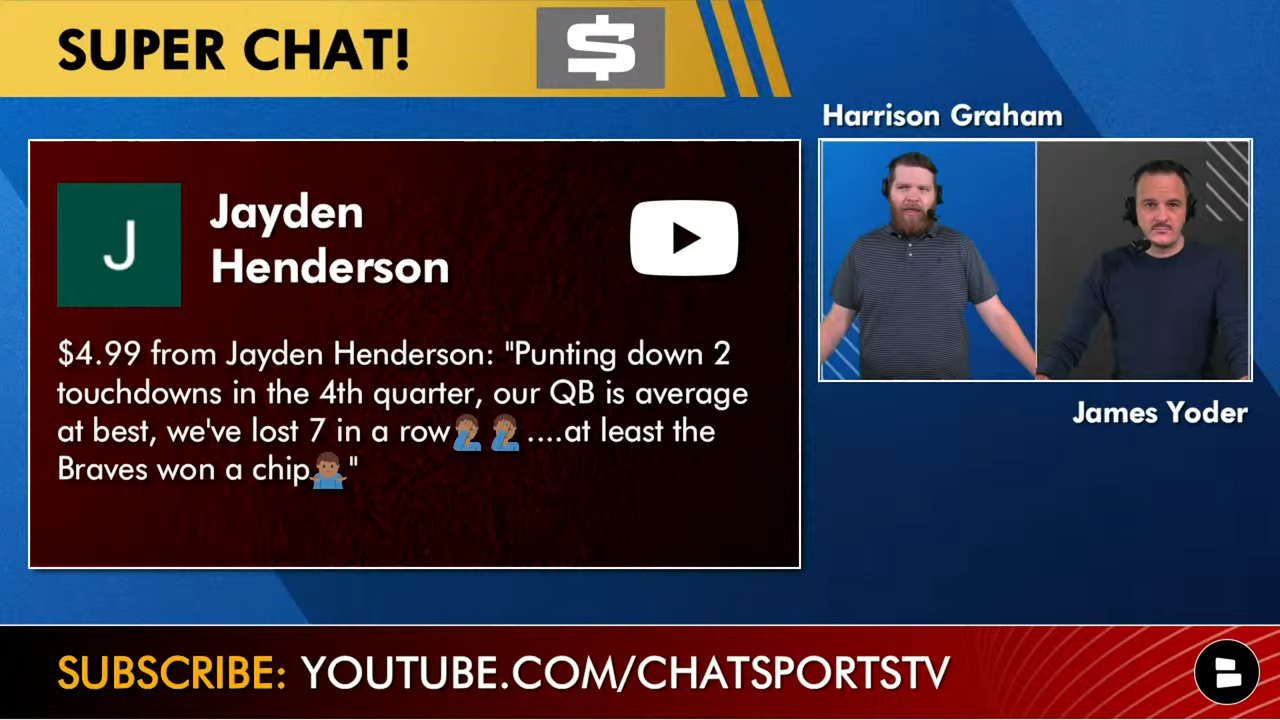 SUPER CHAT!
$
Harrison Graham
J
Jayden
Henderson
$4.99 from Jayden Henderson: "Punting down 2
touchdowns in the 4th quarter, our QB is average
at best, we've lost 7 in a row🤦🏾‍♂️🤦🏾‍♂️....at least the
Braves won a chip🤷🏾‍♂️"
James Yoder
SUBSCRIBE: YOUTUBE.COM/CHATSPORTSTV